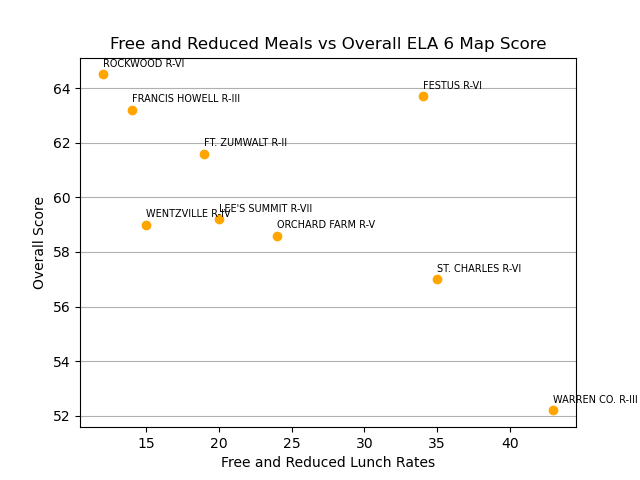 Free and Reduced Meals vs Overall ELA 6 Map Score
ROCKWOOD R-VI
FESTUS R-VI
FRANCIS HOWELL R-III
FT. ZUMWALT R-II
LEE'S SUMMIT R-VII
WENTZVILLE R-IV
ORCHARD FARM R-V
ST. CHARLES R-VI
WARREN CO. R-III
64
62
60
58
56
54
52
Overall Score
15 20 25 30 35 40
Free and Reduced Lunch Rates